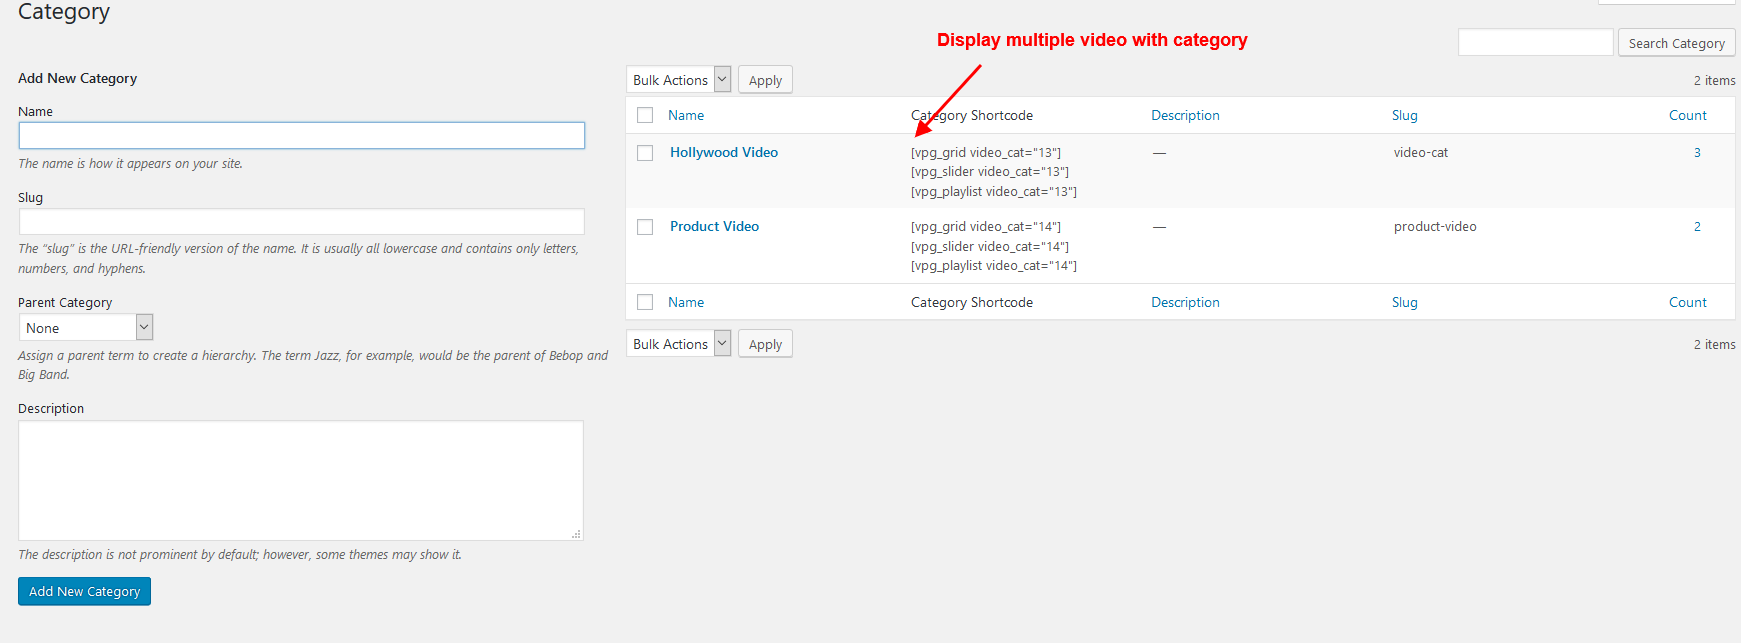 Category
Display multiple video with category
Search Category
Add New Category
Name
The name is how it appears on your site.
Slug
The “slug” is the URL-friendly version of the name. It is usually all lowercase and contains only letters,
numbers, and hyphens.
Parent Category
None
Assign a parent term to create a hierarchy. The term Jazz, for example, would be the parent of Bebop and
Big Band.
Description
The description is not prominent by default; however, some themes may show it.
Add New Category
Bulk Actions Apply 2 items
Name Category Shortcode Description Slug Count
Hollywood Video [vpg_grid video_cat="13"] — video-cat 3
[vpg_slider video_cat="13"]
[vpg_playlist video_cat="13"]
Product Video [vpg_grid video_cat="14"] — product-video 2
[vpg_slider video_cat="14"]
[vpg_playlist video_cat="14"]
Name Category Shortcode Description Slug Count
Bulk Actions Apply 2 items